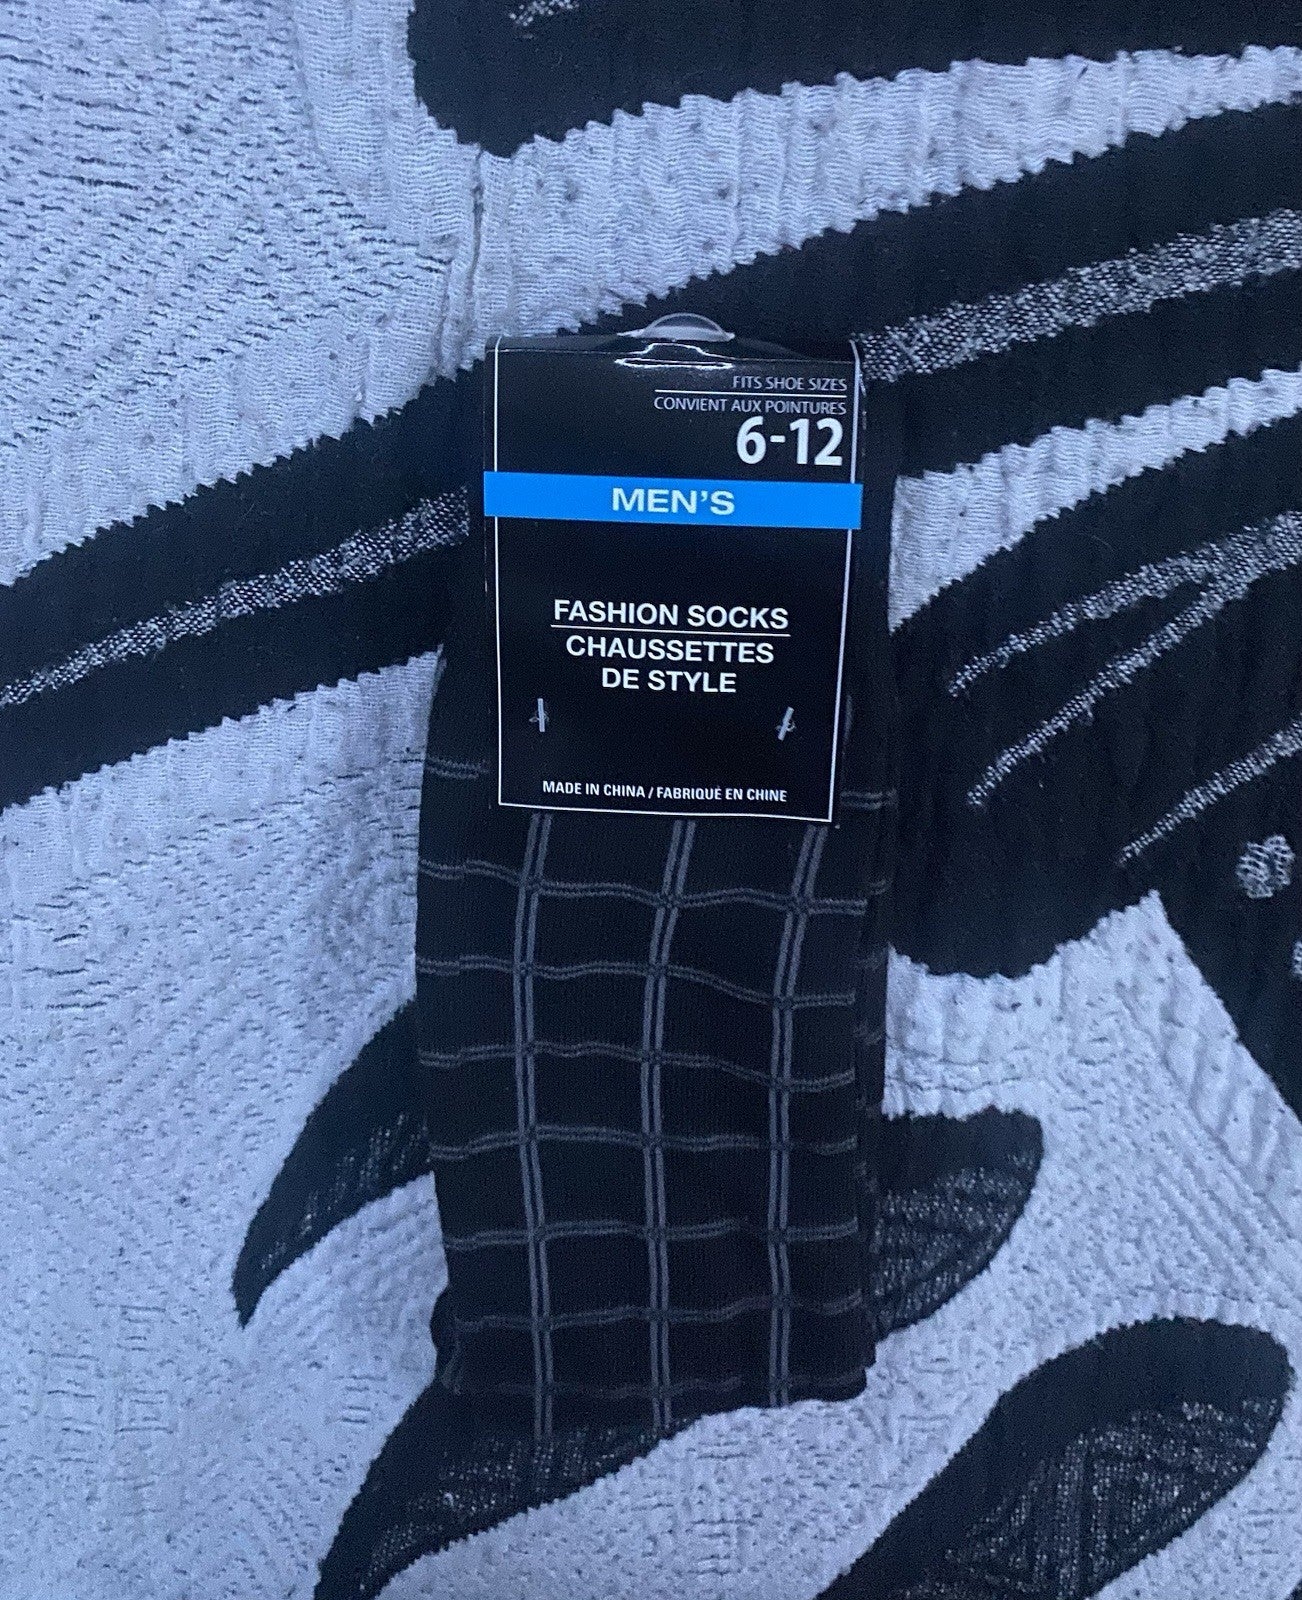 FITS SHOE SIZES
CONVIENT AUX POINTURES
6-12
MEN'S
FASHION SOCKS
CHAUSSETTES
DE STYLE
MADE IN CHINA / FABRIQUÉ EN CHINE